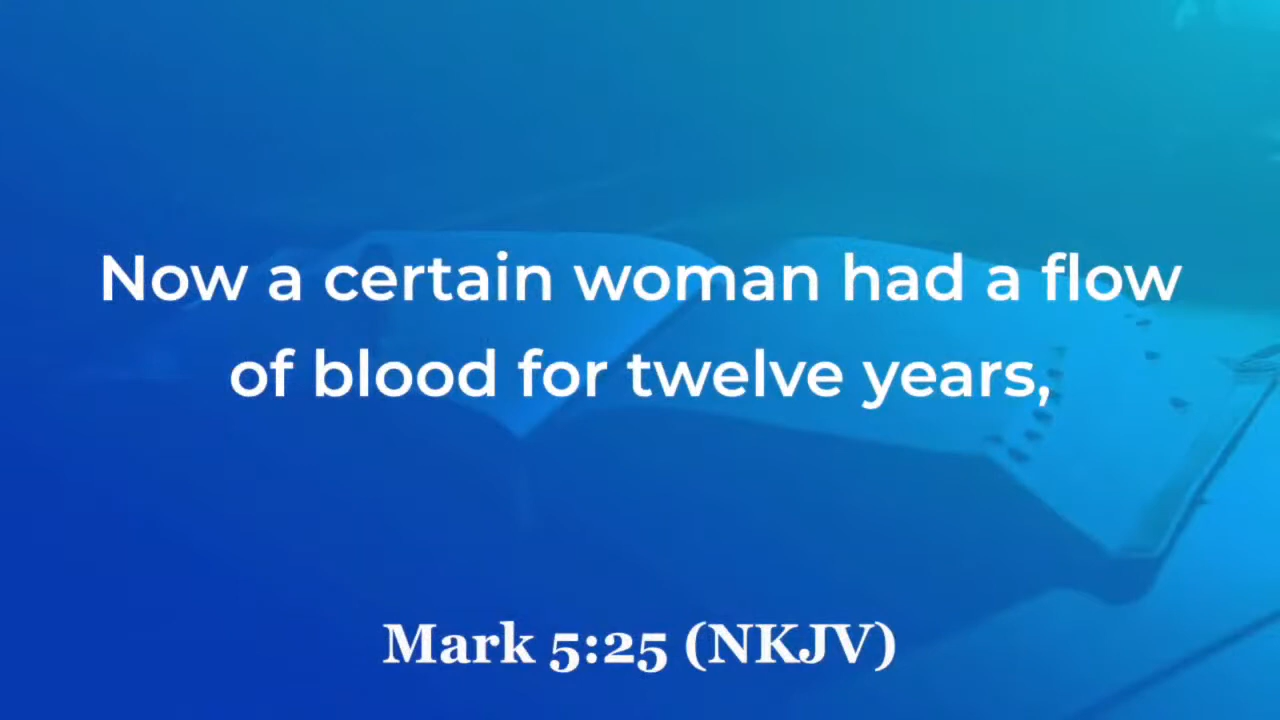 Now a certain woman had a flow
of blood for twelve years,
Mark 5:25 (NKJV)